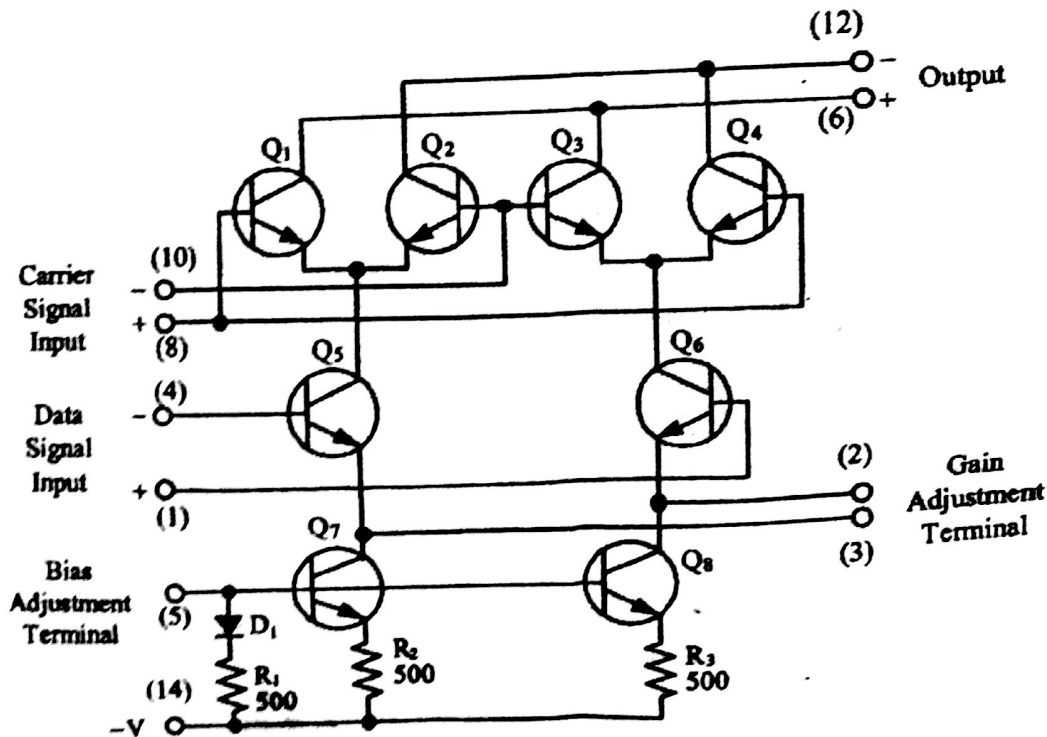 (12)
−
Output
+
(6)
Q1
Q2
Q3
Q4
(10)
Carrier
Signal
Input
−
+
(8)
Q5
Q6
(4)
Data
Signal
Input
−
+
(1)
(2)
Gain
Adjustment
Terminal
(3)
Q7
Q8
Bias
Adjustment
Terminal
(5)
D1
R1
500
R2
500
R3
500
(14)
−V